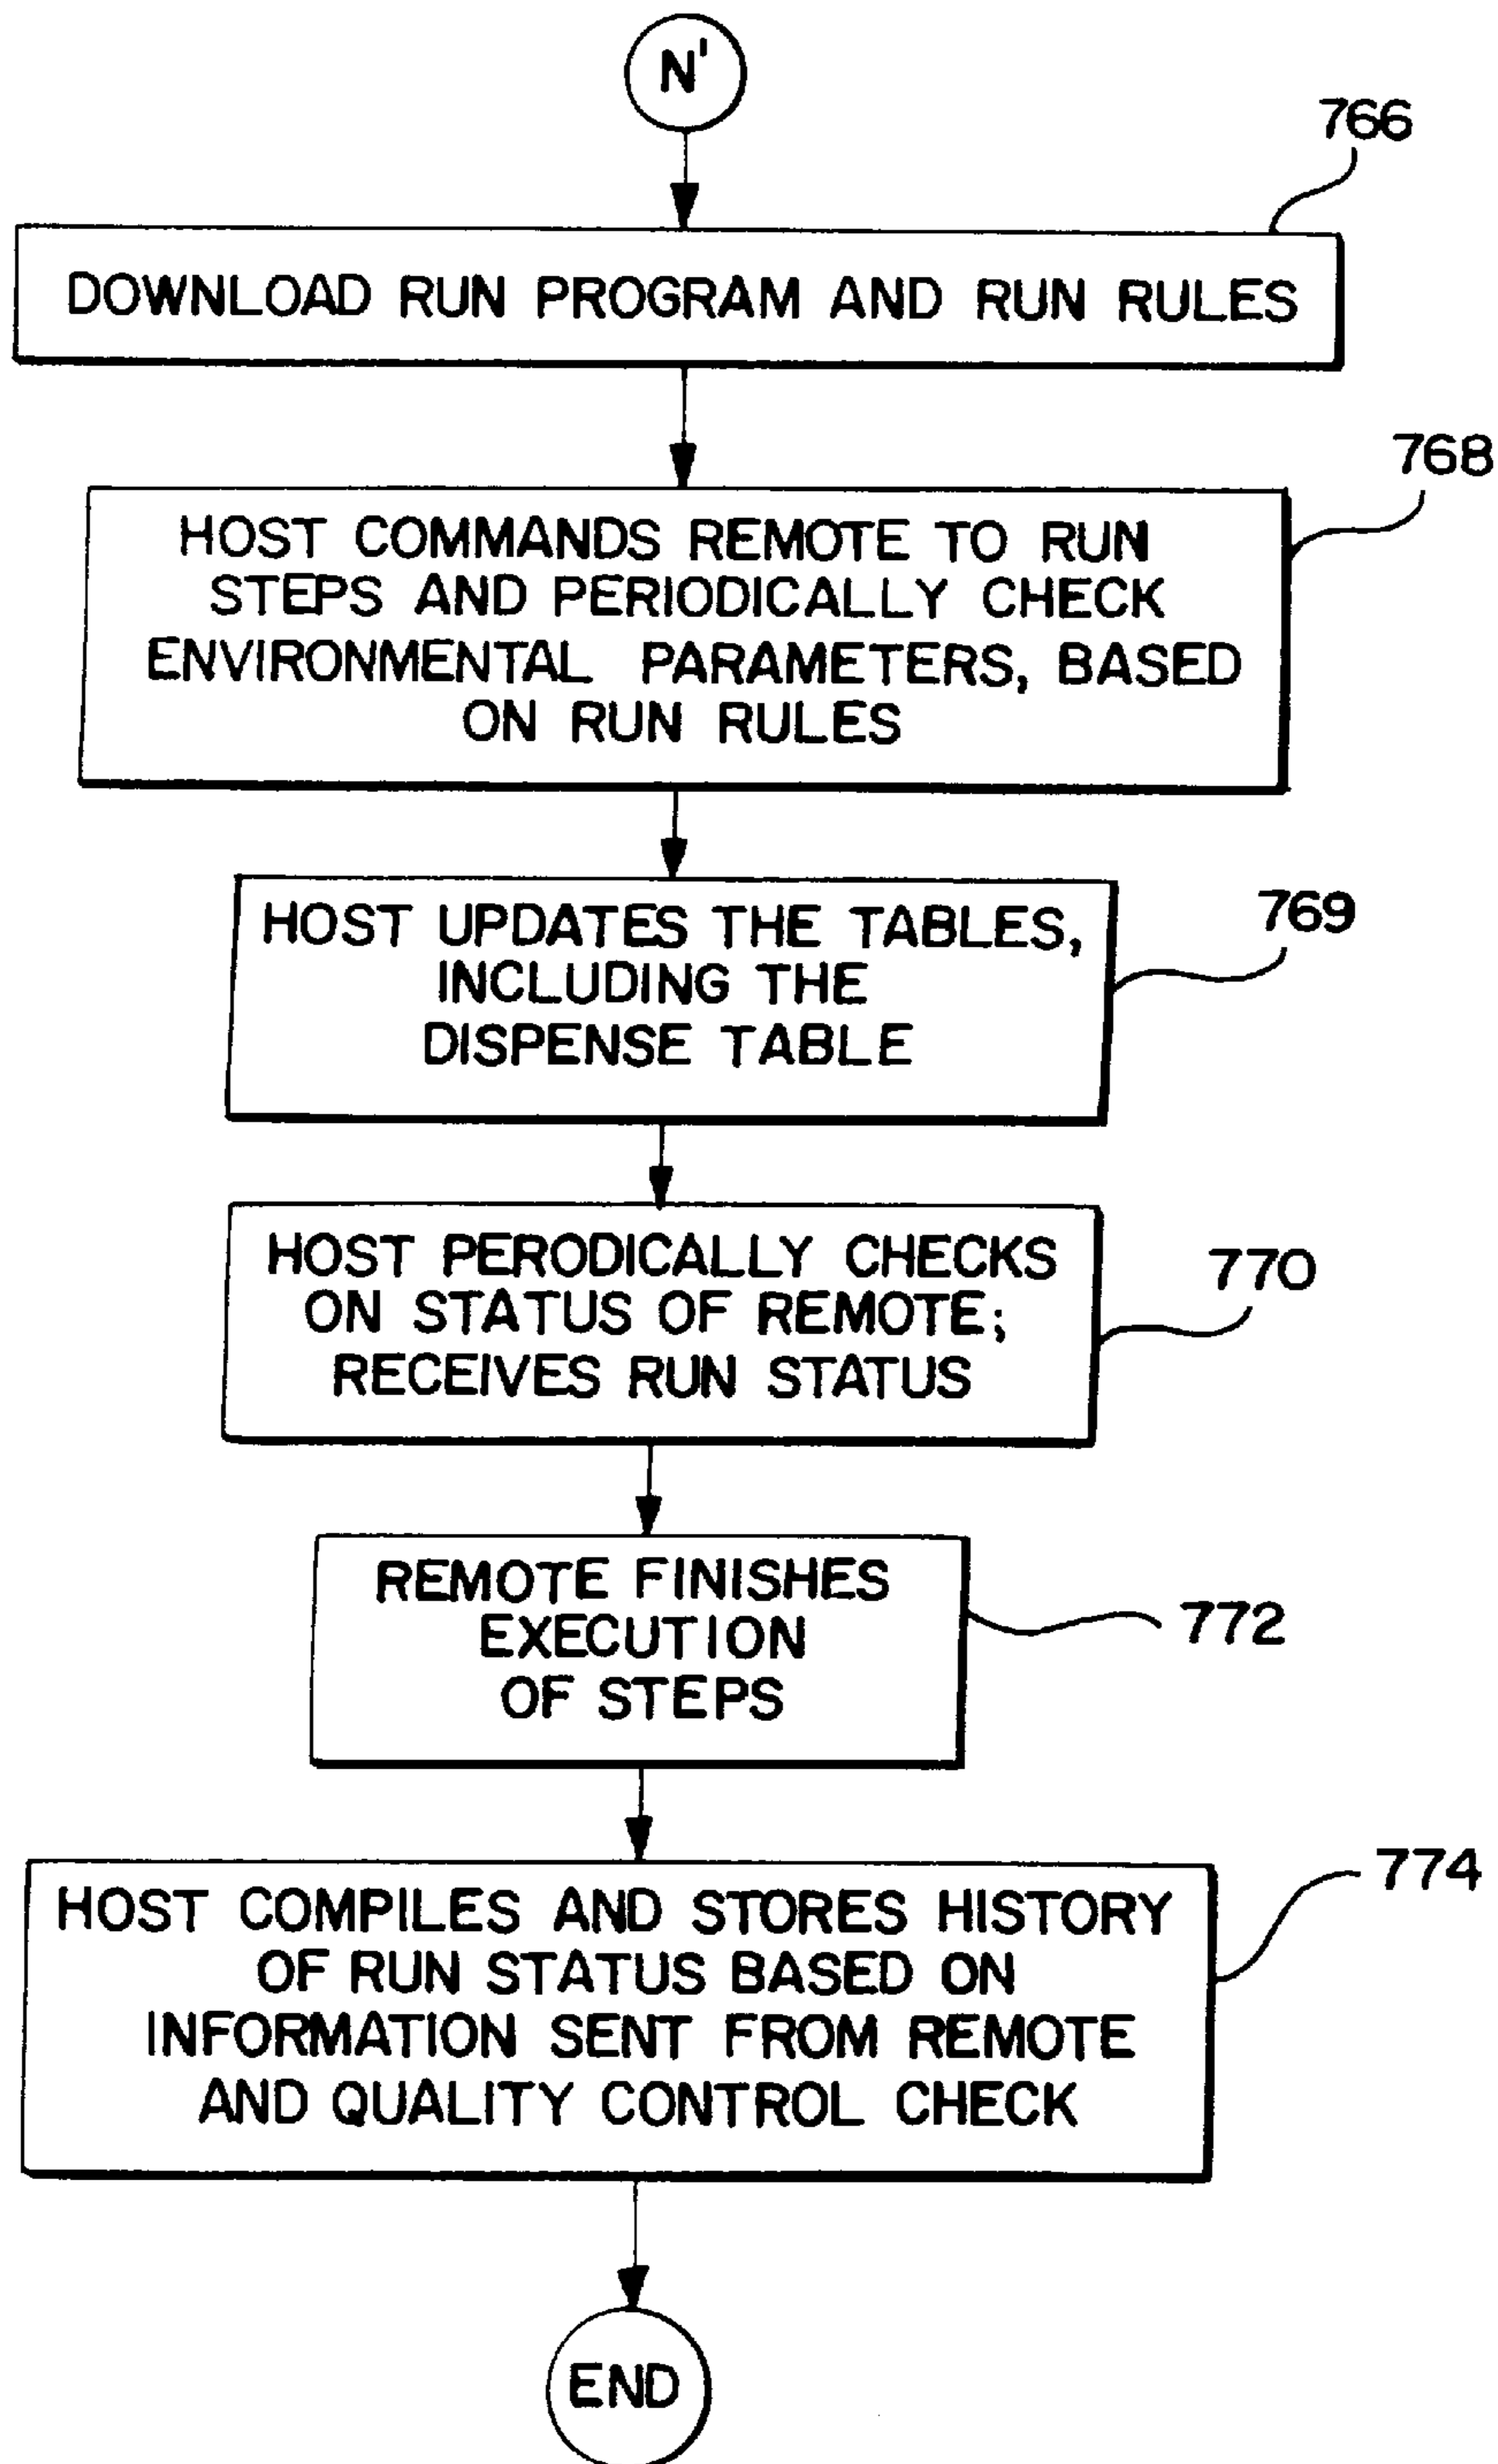 N'
766
DOWNLOAD RUN PROGRAM AND RUN RULES
768
HOST COMMANDS REMOTE TO RUN
STEPS AND PERIODICALLY CHECK
ENVIRONMENTAL PARAMETERS, BASED
ON RUN RULES
769
HOST UPDATES THE TABLES,
INCLUDING THE
DISPENSE TABLE
770
HOST PERODICALLY CHECKS
ON STATUS OF REMOTE;
RECEIVES RUN STATUS
772
REMOTE FINISHES
EXECUTION
OF STEPS
774
HOST COMPILES AND STORES HISTORY
OF RUN STATUS BASED ON
INFORMATION SENT FROM REMOTE
AND QUALITY CONTROL CHECK
END